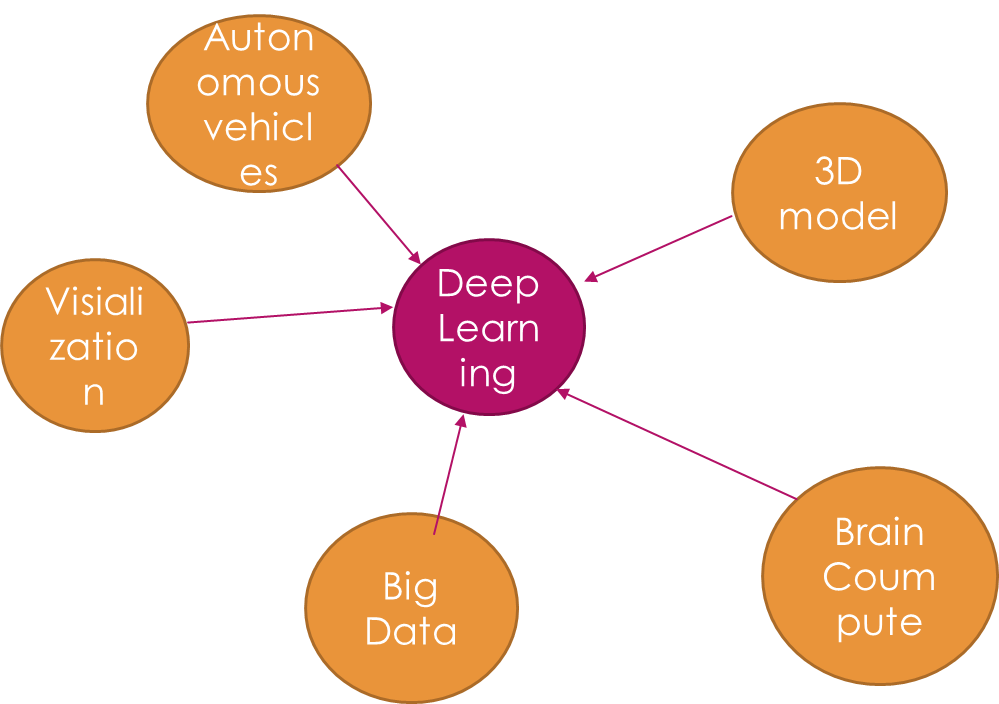 Auton
omous
vehicl
es
3D
model
Deep
Learn
ing
Visiali
zatio
n
Big
Data
Brain
Coum
pute